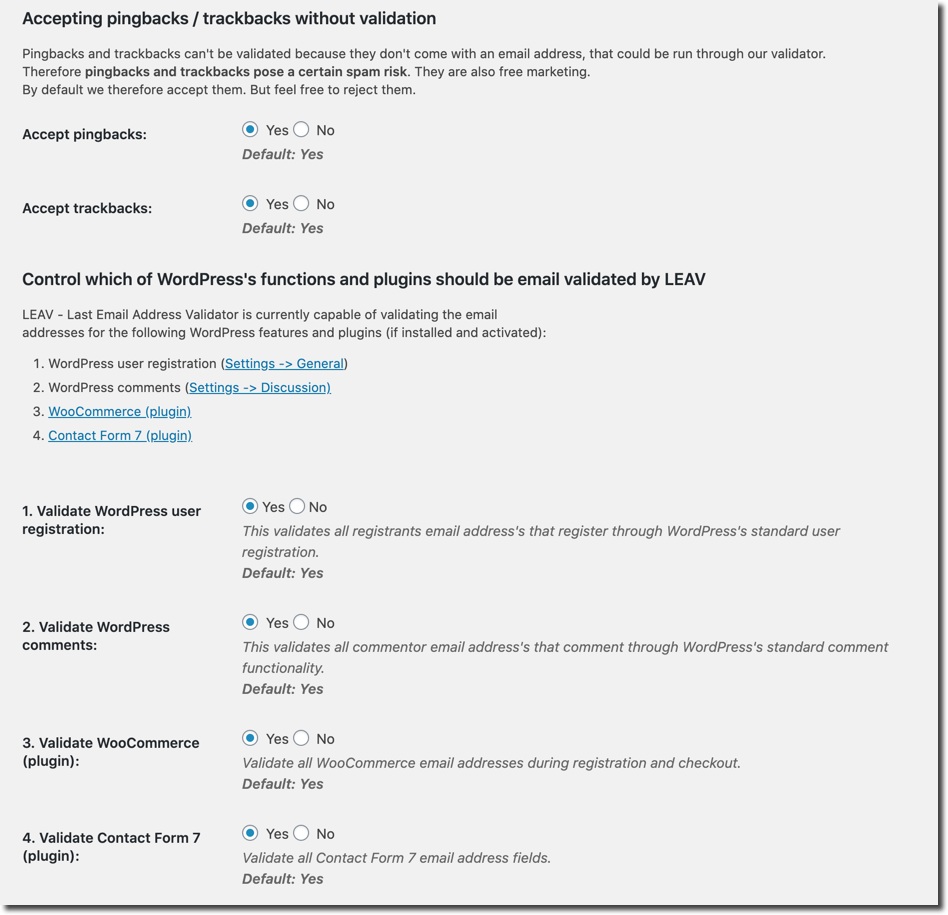 Accepting pingbacks / trackbacks without validation
Pingbacks and trackbacks can't be validated because they don't come with an email address, that could be run through our validator.
Therefore pingbacks and trackbacks pose a certain spam risk. They are also free marketing.
By default we therefore accept them. But feel free to reject them.
Accept pingbacks:
Yes No
Default: Yes
Accept trackbacks:
Yes No
Default: Yes
Control which of WordPress's functions and plugins should be email validated by LEAV
LEAV - Last Email Address Validator is currently capable of validating the email
addresses for the following WordPress features and plugins (if installed and activated):
1. WordPress user registration (Settings -> General)
2. WordPress comments (Settings -> Discussion)
3. WooCommerce (plugin)
4. Contact Form 7 (plugin)
1. Validate WordPress user
registration:
Yes No
This validates all registrants email address's that register through WordPress's standard user
registration.
Default: Yes
2. Validate WordPress
comments:
Yes No
This validates all commentor email address's that comment through WordPress's standard comment
functionality.
Default: Yes
3. Validate WooCommerce
(plugin):
Yes No
Validate all WooCommerce email addresses during registration and checkout.
Default: Yes
4. Validate Contact Form 7
(plugin):
Yes No
Validate all Contact Form 7 email address fields.
Default: Yes